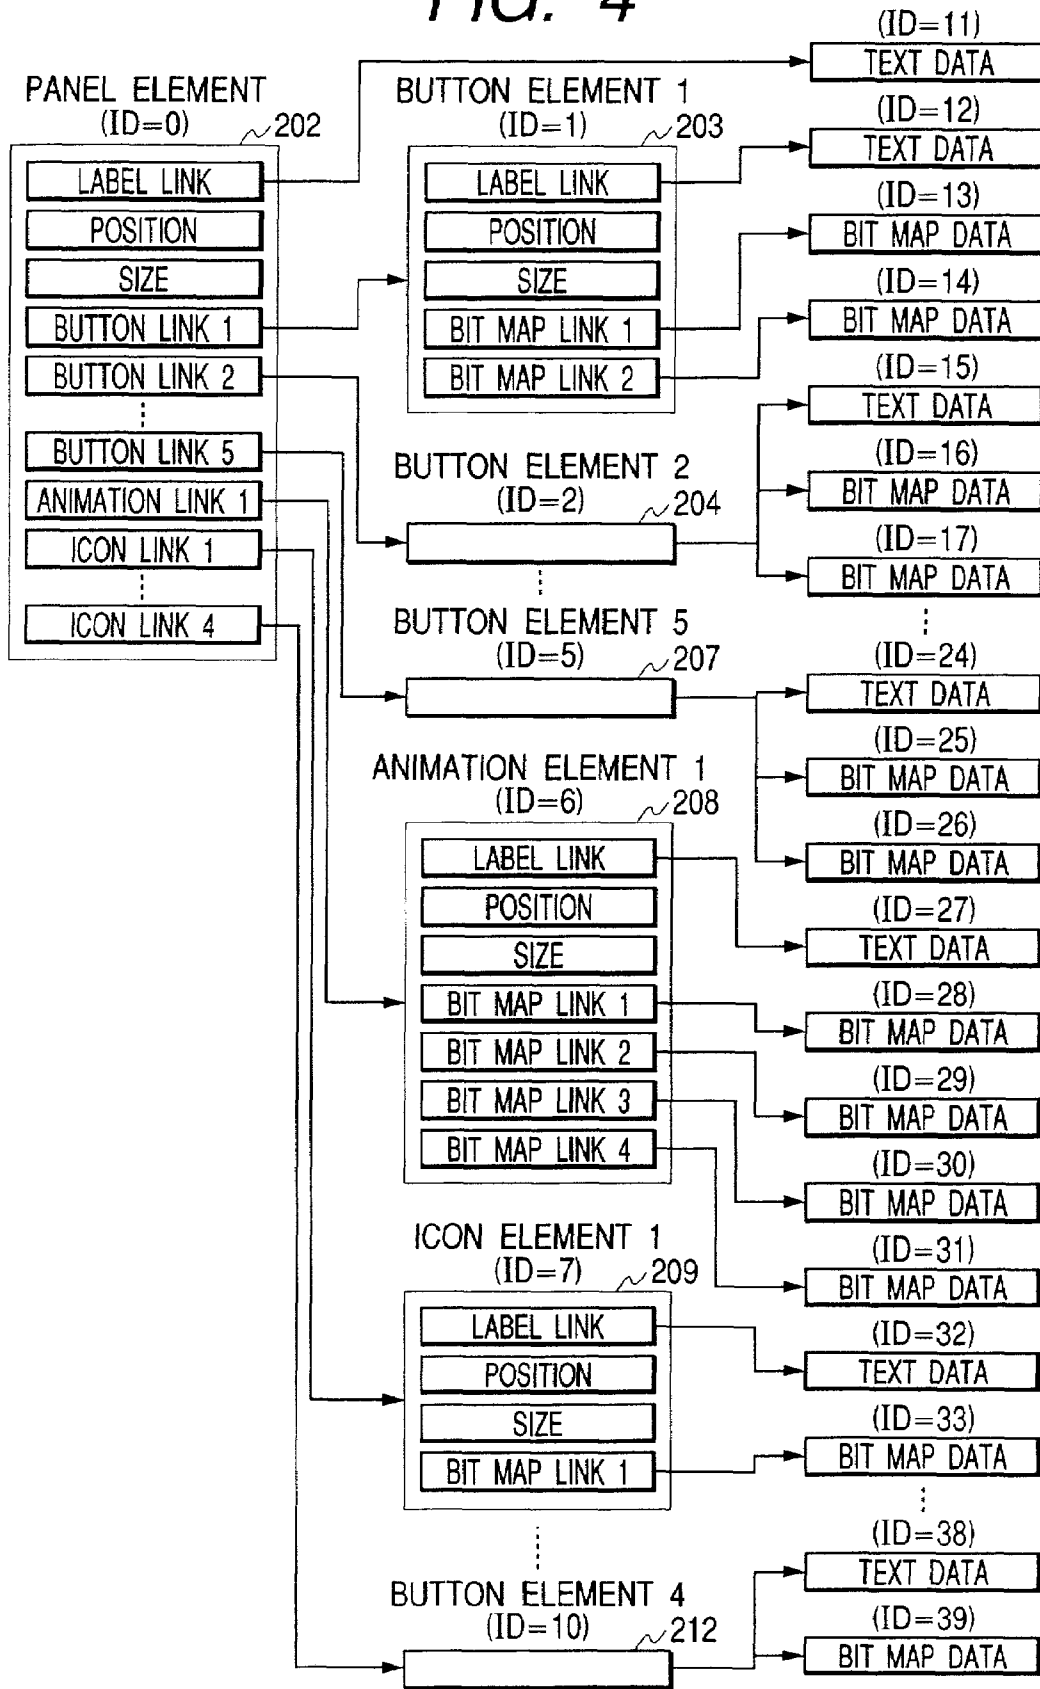 FIG. 4
PANEL ELEMENT
(ID=0)
202
LABEL LINK
POSITION
SIZE
BUTTON LINK 1
BUTTON LINK 2
BUTTON LINK 5
ANIMATION LINK 1
ICON LINK 1
ICON LINK 4
BUTTON ELEMENT 1
(ID=1)
203
LABEL LINK
POSITION
SIZE
BIT MAP LINK 1
BIT MAP LINK 2
BUTTON ELEMENT 2
(ID=2)
204
BUTTON ELEMENT 5
(ID=5)
207
ANIMATION ELEMENT 1
(ID=6)
208
LABEL LINK
POSITION
SIZE
BIT MAP LINK 1
BIT MAP LINK 2
BIT MAP LINK 3
BIT MAP LINK 4
ICON ELEMENT 1
(ID=7)
209
LABEL LINK
POSITION
SIZE
BIT MAP LINK 1
BUTTON ELEMENT 4
(ID=10)
212
(ID=11)
TEXT DATA
(ID=12)
TEXT DATA
(ID=13)
BIT MAP DATA
(ID=14)
BIT MAP DATA
(ID=15)
TEXT DATA
(ID=16)
BIT MAP DATA
(ID=17)
BIT MAP DATA
(ID=24)
TEXT DATA
(ID=25)
BIT MAP DATA
(ID=26)
BIT MAP DATA
(ID=27)
TEXT DATA
(ID=28)
BIT MAP DATA
(ID=29)
BIT MAP DATA
(ID=30)
BIT MAP DATA
(ID=31)
BIT MAP DATA
(ID=32)
TEXT DATA
(ID=33)
BIT MAP DATA
(ID=38)
TEXT DATA
(ID=39)
BIT MAP DATA